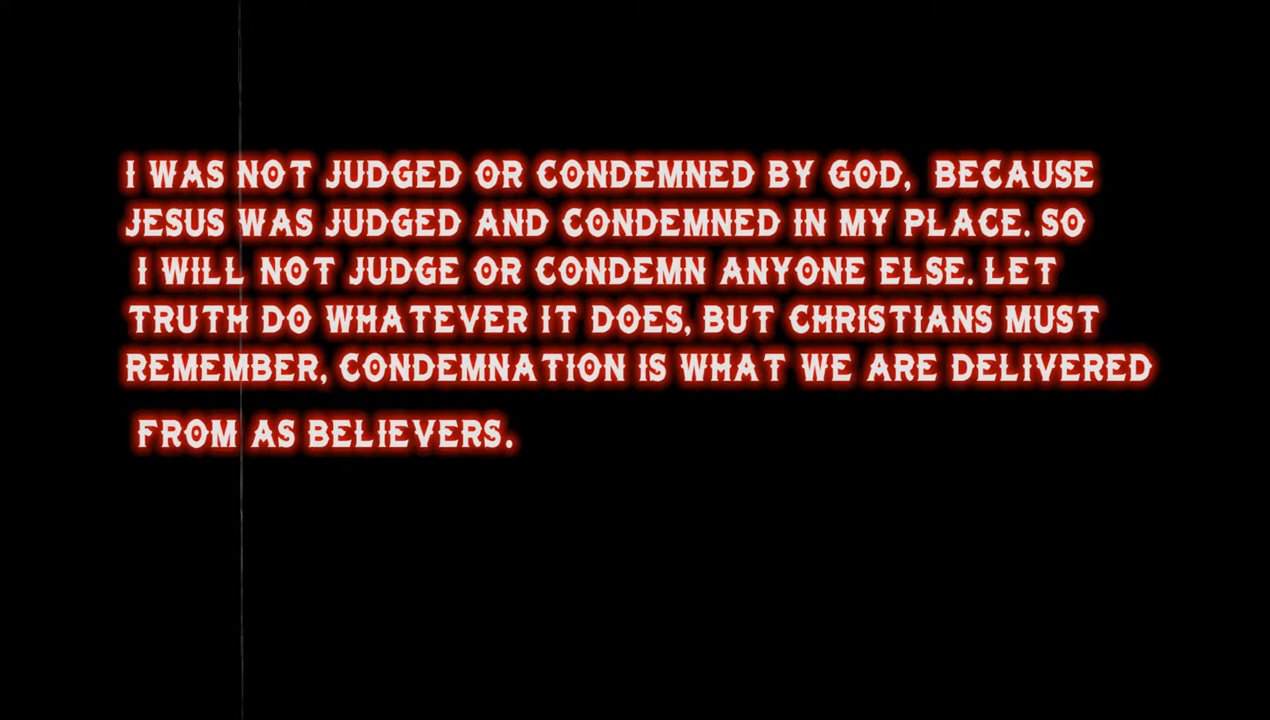 I WAS NOT JUDGED OR CONDEMNED BY GOD, BECAUSE
JESUS WAS JUDGED AND CONDEMNED IN MY PLACE. SO
I WILL NOT JUDGE OR CONDEMN ANYONE ELSE. LET
TRUTH DO WHATEVER IT DOES, BUT CHRISTIANS MUST
REMEMBER, CONDEMNATION IS WHAT WE ARE DELIVERED
FROM AS BELIEVERS.